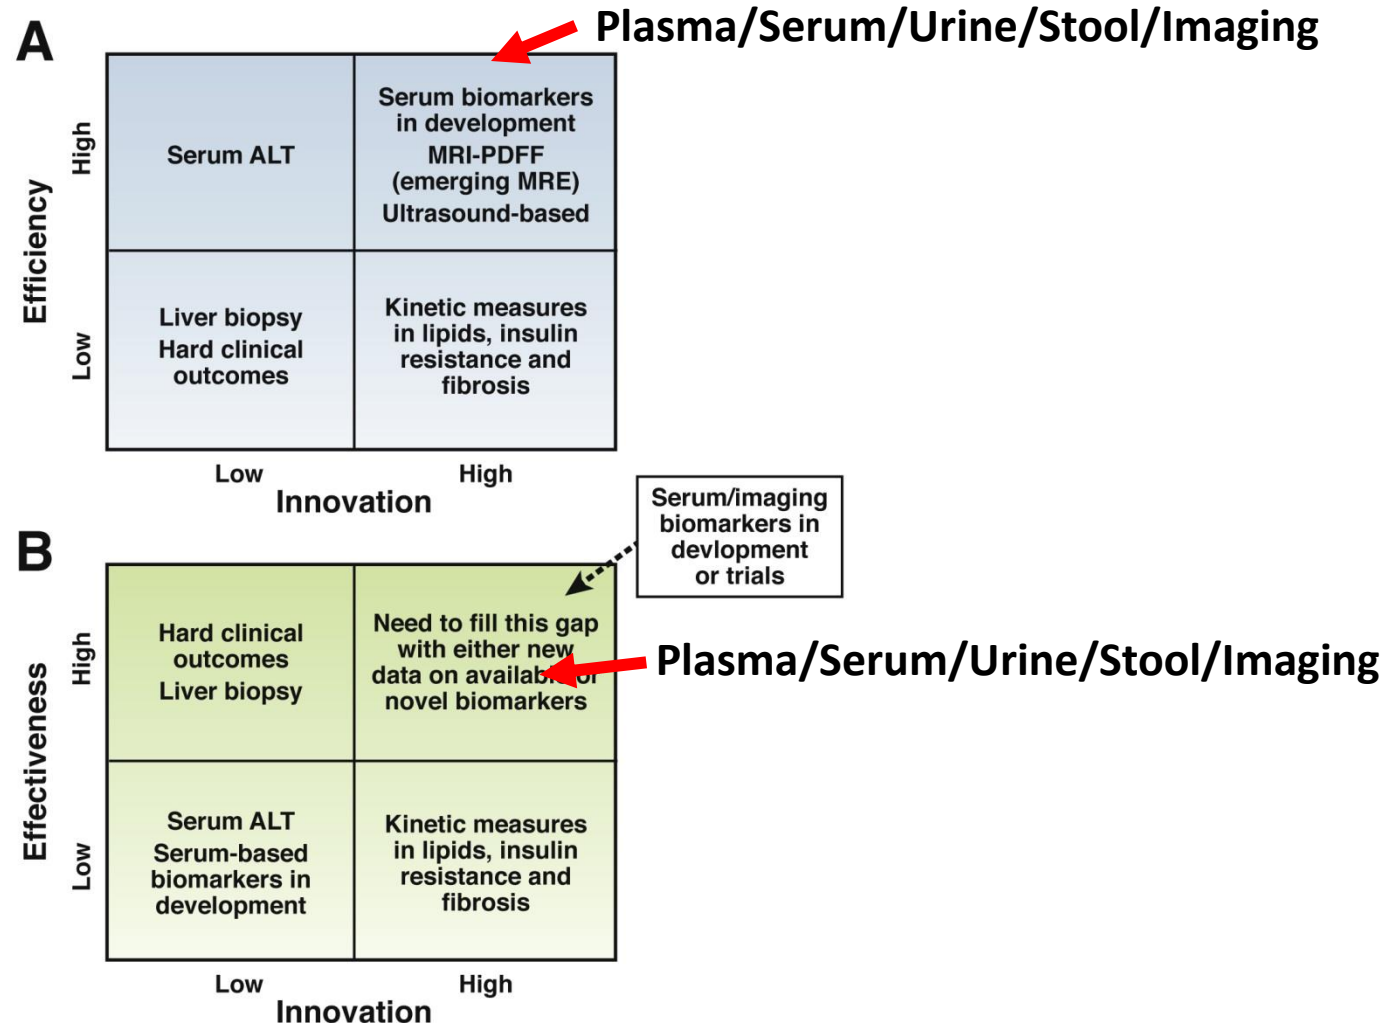 A
Plasma/Serum/Urine/Stool/Imaging
Efficiency
High
Low
Serum ALT
Serum biomarkers
in development
MRI-PDFF
(emerging MRE)
Ultrasound-based
Liver biopsy
Hard clinical
outcomes
Kinetic measures
in lipids, insulin
resistance and
fibrosis
Low
High
Innovation
Serum/imaging
biomarkers in
devlopment
or trials
B
Effectiveness
High
Low
Hard clinical
outcomes
Liver biopsy
Need to fill this gap
with either new
data on available or
novel biomarkers
Plasma/Serum/Urine/Stool/Imaging
Serum ALT
Serum-based
biomarkers in
development
Kinetic measures
in lipids, insulin
resistance and
fibrosis
Low
High
Innovation